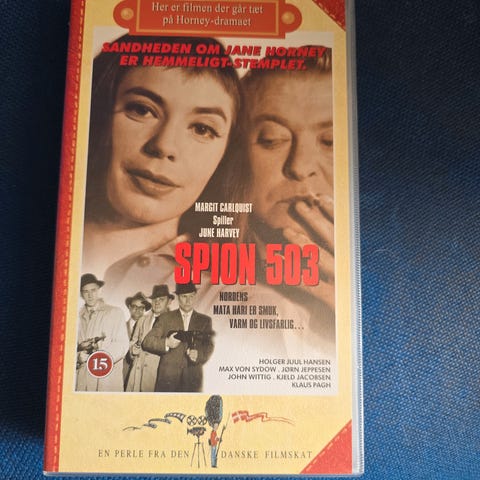 Her er filmen der går tæt
på Horney-dramaet
SANDHEDEN OM JANE HORNEY
ER HEMMELIGT-STEMPLET.
MARGIT CARLQUIST
Spiller
JUNE HARVEY
SPION 503
NORDENS
MATA HARI ER SMUK,
VARM OG LIVSFARLIG...
15
HOLGER JUUL HANSEN
MAX VON SYDOW . JØRN JEPPESEN
JOHN WITTIG . KJELD JACOBSEN
KLAUS PAGH
EN PERLE FRA DEN DANSKE FILMSKAT